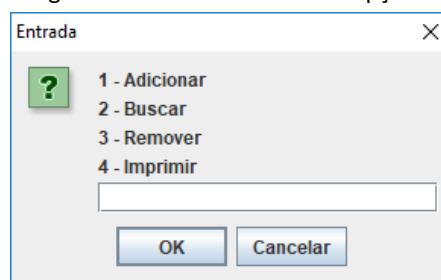 Entrada
?
1 - Adicionar
2 - Buscar
3 - Remover
4 - Imprimir
OK Cancelar